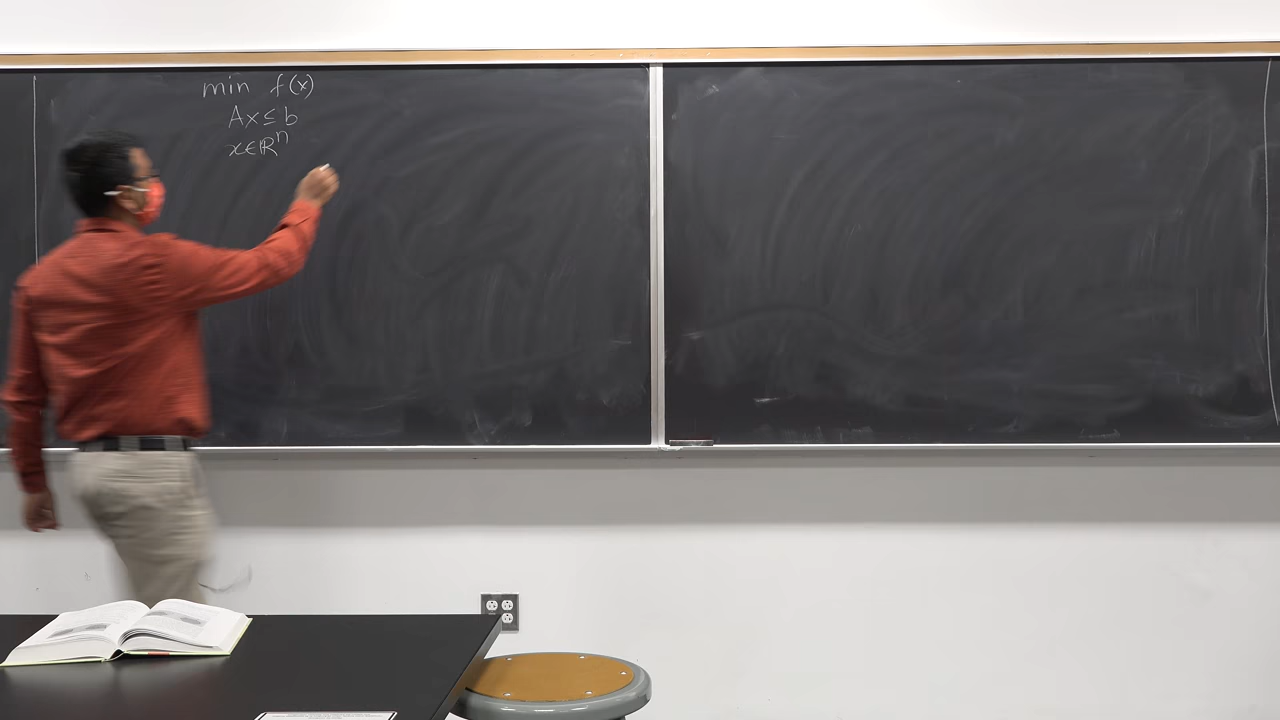 min f(x)
Ax ≤ b
x ∈ ℝⁿ